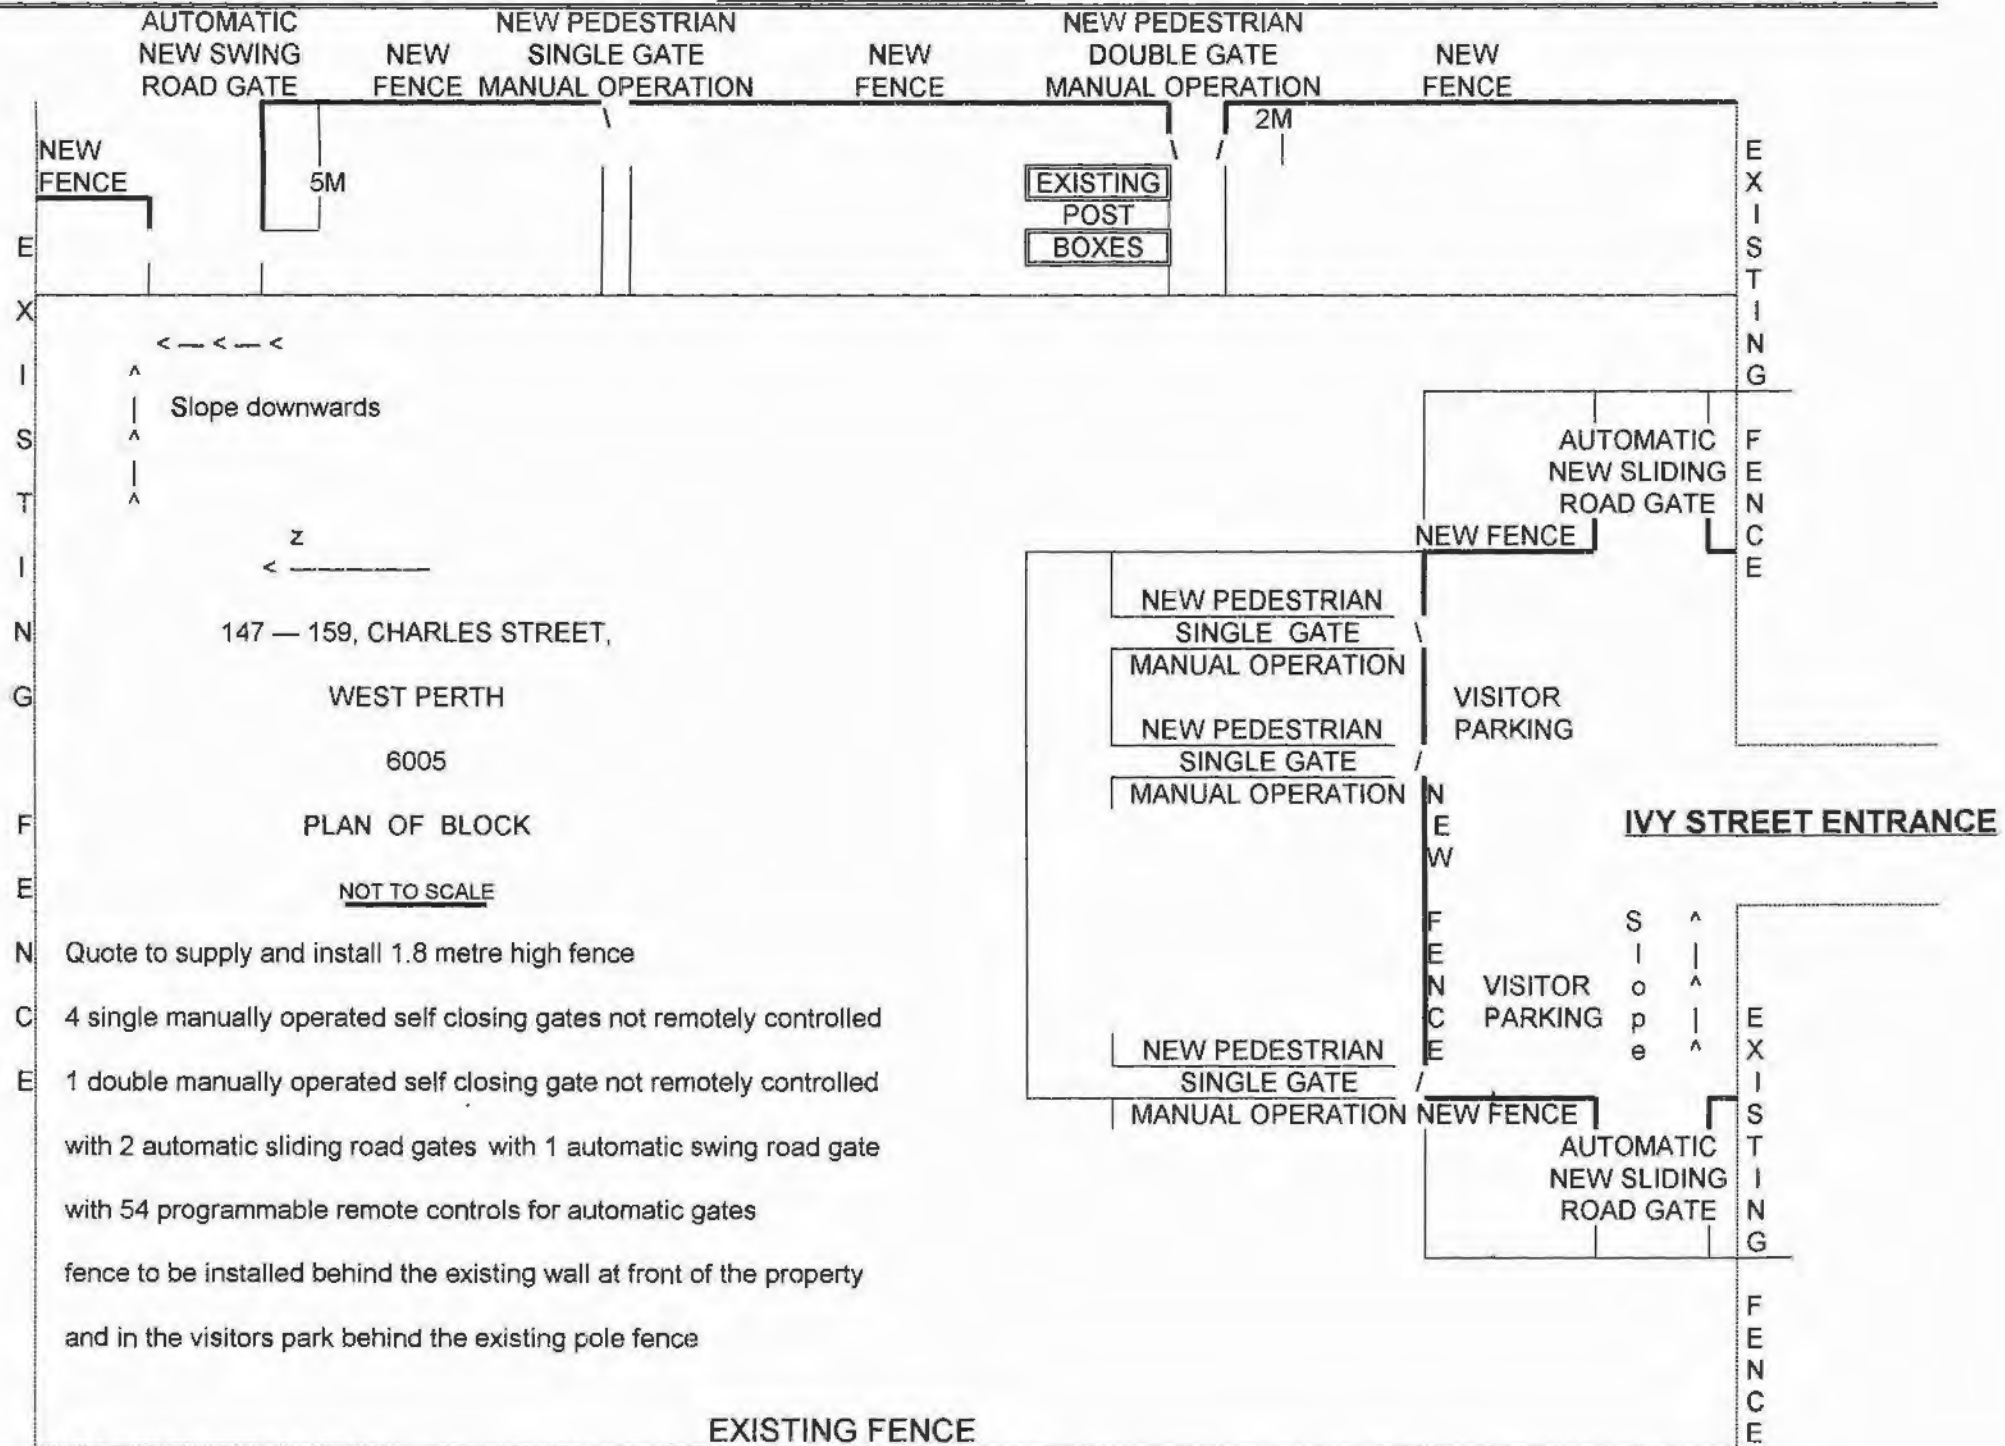 AUTOMATIC
NEW SWING
ROAD GATE
NEW
FENCE
NEW PEDESTRIAN
SINGLE GATE
MANUAL OPERATION
NEW
FENCE
NEW PEDESTRIAN
DOUBLE GATE
MANUAL OPERATION
NEW
FENCE
NEW
FENCE
5M
2M
EXISTING
POST
BOXES
EXISTING FENCE
EXISTING FENCE
< — < — <
^ | ^ | ^
Slope downwards
z
< ——————
147 — 159, CHARLES STREET,
WEST PERTH
6005
PLAN OF BLOCK
NOT TO SCALE
AUTOMATIC
NEW SLIDING
ROAD GATE
NEW FENCE
NEW PEDESTRIAN
SINGLE GATE
MANUAL OPERATION
VISITOR
PARKING
NEW PEDESTRIAN
SINGLE GATE
MANUAL OPERATION
NEW FENCE
IVY STREET ENTRANCE
Slope
^ | ^ | ^
VISITOR
PARKING
NEW PEDESTRIAN
SINGLE GATE
MANUAL OPERATION
NEW FENCE
AUTOMATIC
NEW SLIDING
ROAD GATE
EXISTING FENCE
Quote to supply and install 1.8 metre high fence
4 single manually operated self closing gates not remotely controlled
1 double manually operated self closing gate not remotely controlled
with 2 automatic sliding road gates with 1 automatic swing road gate
with 54 programmable remote controls for automatic gates
fence to be installed behind the existing wall at front of the property
and in the visitors park behind the existing pole fence
EXISTING FENCE